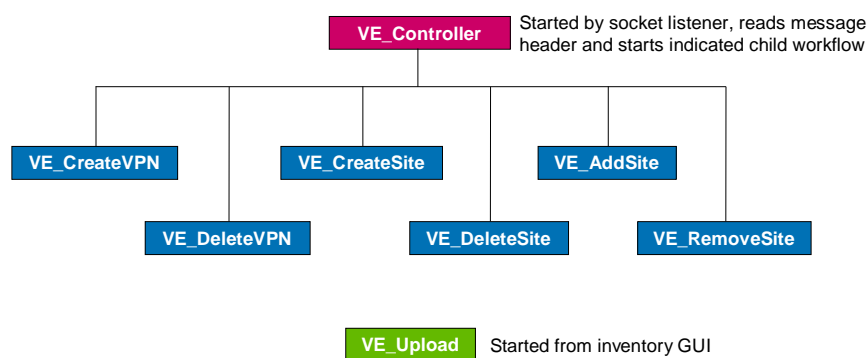 VE_Controller
Started by socket listener, reads message
header and starts indicated child workflow
VE_CreateVPN
VE_CreateSite
VE_AddSite
VE_DeleteVPN
VE_DeleteSite
VE_RemoveSite
VE_Upload
Started from inventory GUI